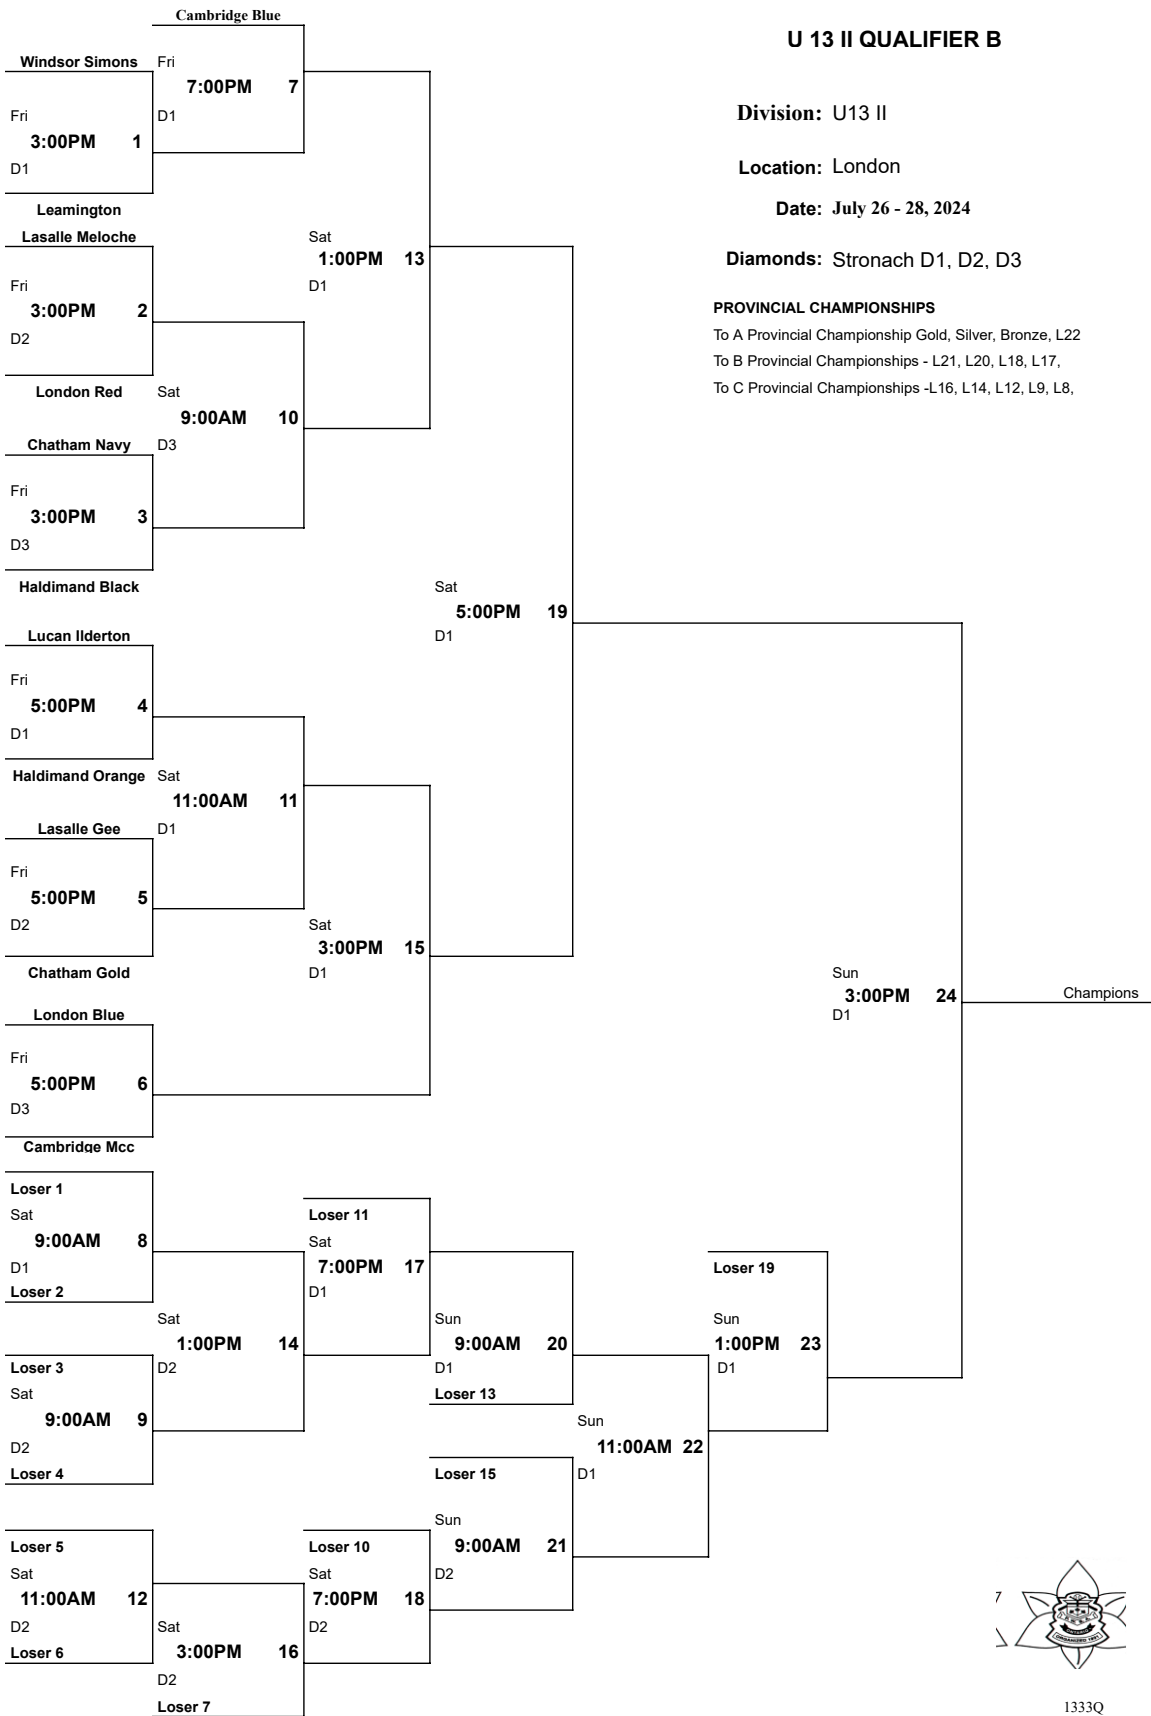 Cambridge Blue
U 13 II QUALIFIER B
Windsor Simons
Fri
7:00PM 7
D1
Fri
3:00PM 1
D1
Leamington
Division: U13 II
Location: London
Date: July 26 - 28, 2024
Diamonds: Stronach D1, D2, D3
PROVINCIAL CHAMPIONSHIPS
To A Provincial Championship Gold, Silver, Bronze, L22
To B Provincial Championships - L21, L20, L18, L17,
To C Provincial Championships -L16, L14, L12, L9, L8,
Lasalle Meloche
Sat
1:00PM 13
D1
Fri
3:00PM 2
D2
London Red
Sat
9:00AM 10
D3
Chatham Navy
Fri
3:00PM 3
D3
Haldimand Black
Sat
5:00PM 19
D1
Lucan Ilderton
Fri
5:00PM 4
D1
Haldimand Orange
Sat
11:00AM 11
D1
Lasalle Gee
Fri
5:00PM 5
D2
Chatham Gold
Sat
3:00PM 15
D1
Sun
3:00PM 24
D1
Champions
London Blue
Fri
5:00PM 6
D3
Cambridge Mcc
Loser 1
Sat
9:00AM 8
D1
Loser 2
Loser 11
Sat
7:00PM 17
D1
Loser 19
Sun
1:00PM 23
D1
Sat
1:00PM 14
D2
Sun
9:00AM 20
D1
Loser 13
Loser 3
Sat
9:00AM 9
D2
Loser 4
Sun
11:00AM 22
D1
Loser 15
Sun
9:00AM 21
D2
Loser 5
Sat
11:00AM 12
D2
Loser 6
Loser 10
Sat
7:00PM 18
D2
Sat
3:00PM 16
D2
Loser 7
1333Q